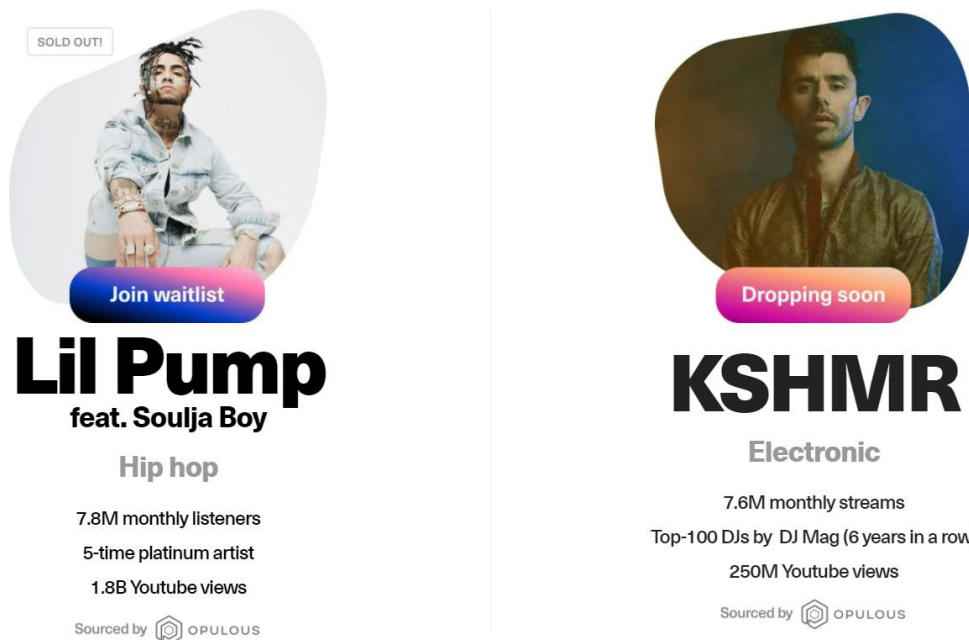 SOLD OUT!
Join waitlist
Lil Pump
feat. Soulja Boy
Hip hop
7.8M monthly listeners
5-time platinum artist
1.8B Youtube views
Sourced by OPULOUS
Dropping soon
KSHMR
Electronic
7.6M monthly streams
Top-100 DJs by DJ Mag (6 years in a row
250M Youtube views
Sourced by OPULOUS